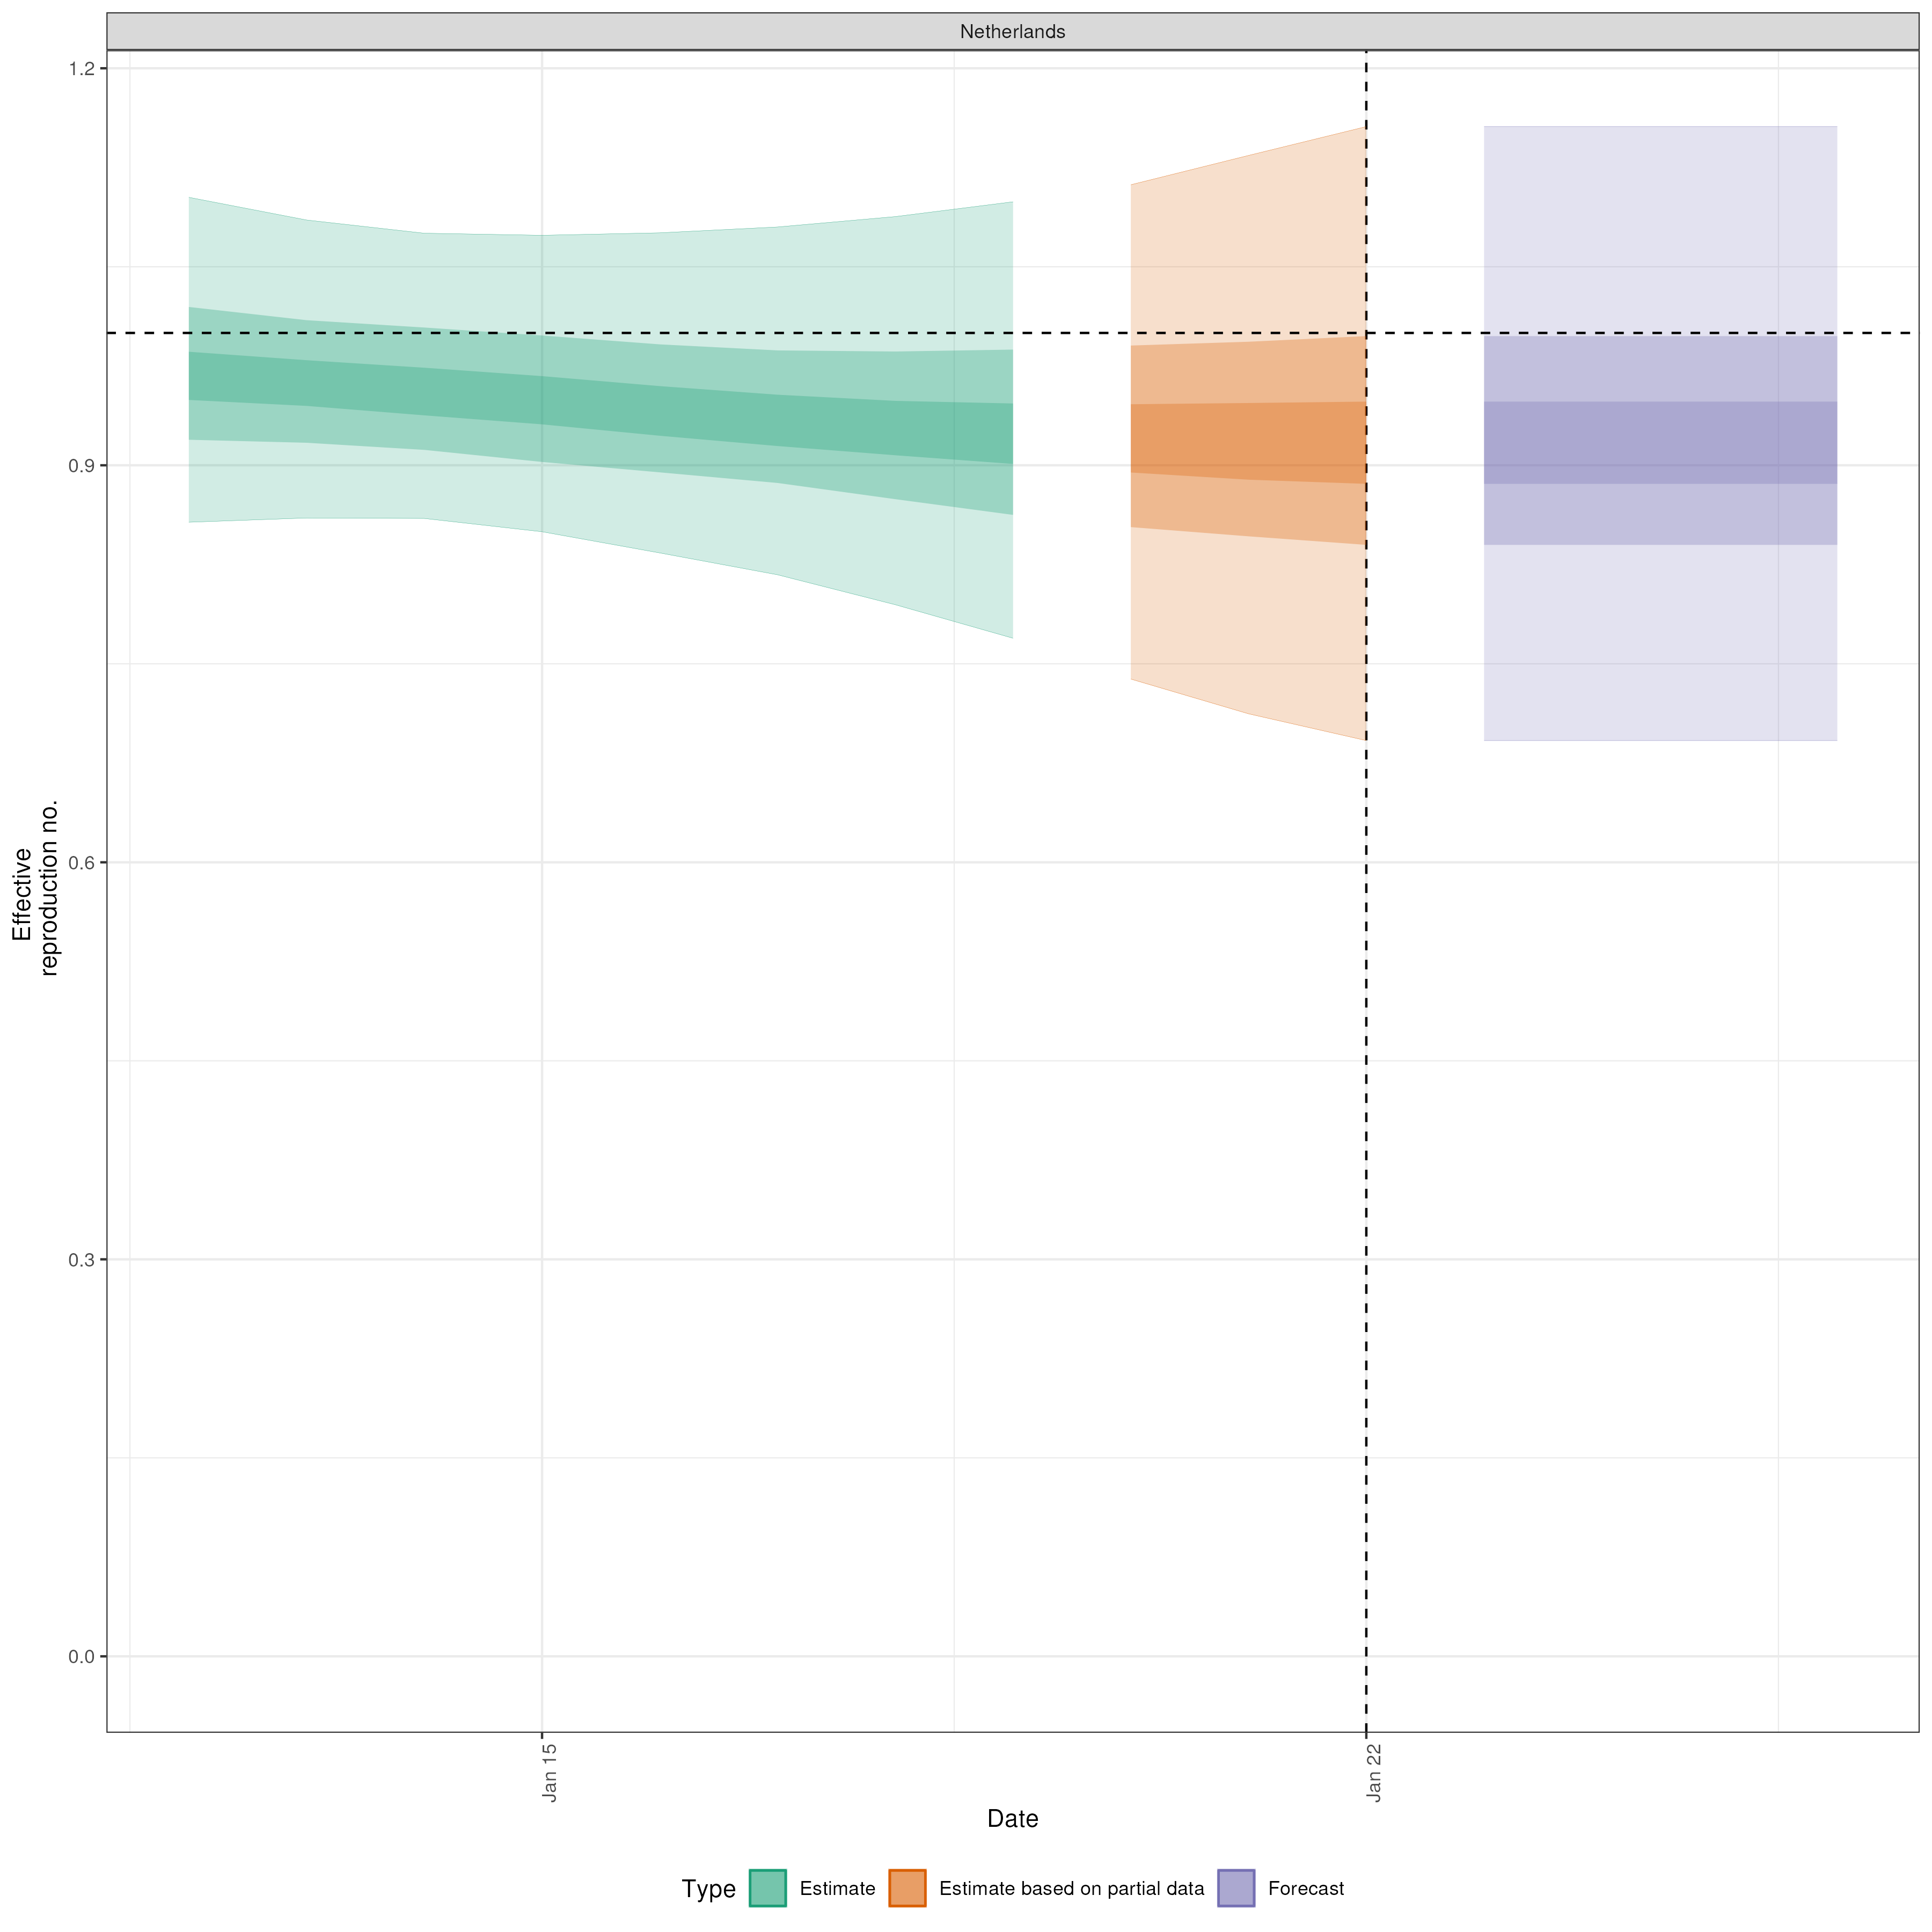 Netherlands
1.2
0.9
0.6
0.3
0.0
Effective
reproduction no.
Jan 15
Jan 22
Date
Type
Estimate
Estimate based on partial data
Forecast